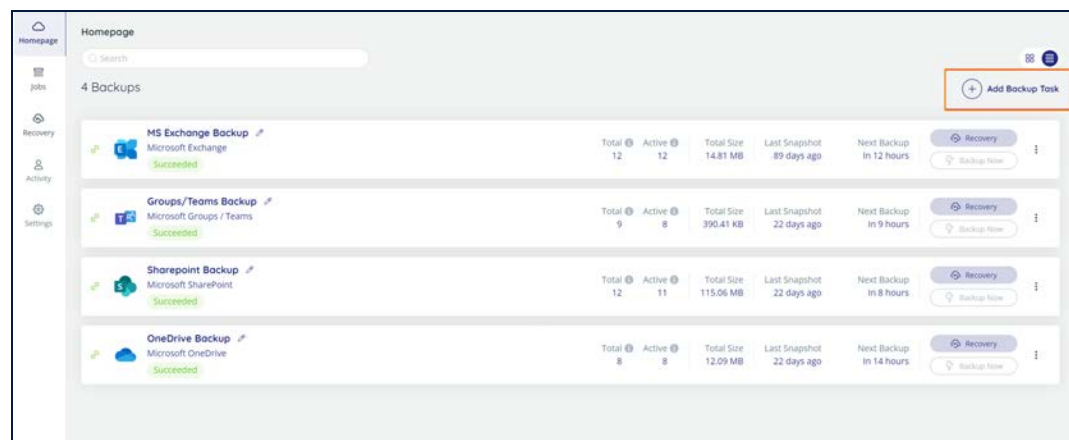 Homepage
Homepage
Search
Jobs
4 Backups
Add Backup Task
Recovery
Activity
Settings
MS Exchange Backup
Microsoft Exchange
Succeeded
Total Active Total Size Last Snapshot Next Backup
12 12 14.81 MB 89 days ago In 12 hours
Recovery
Backup Now
Groups/Teams Backup
Microsoft Groups / Teams
Succeeded
Total Active Total Size Last Snapshot Next Backup
9 8 390.41 KB 22 days ago In 9 hours
Recovery
Backup Now
Sharepoint Backup
Microsoft SharePoint
Succeeded
Total Active Total Size Last Snapshot Next Backup
12 11 115.06 MB 22 days ago In 8 hours
Recovery
Backup Now
OneDrive Backup
Microsoft OneDrive
Succeeded
Total Active Total Size Last Snapshot Next Backup
8 8 12.09 MB 22 days ago In 14 hours
Recovery
Backup Now